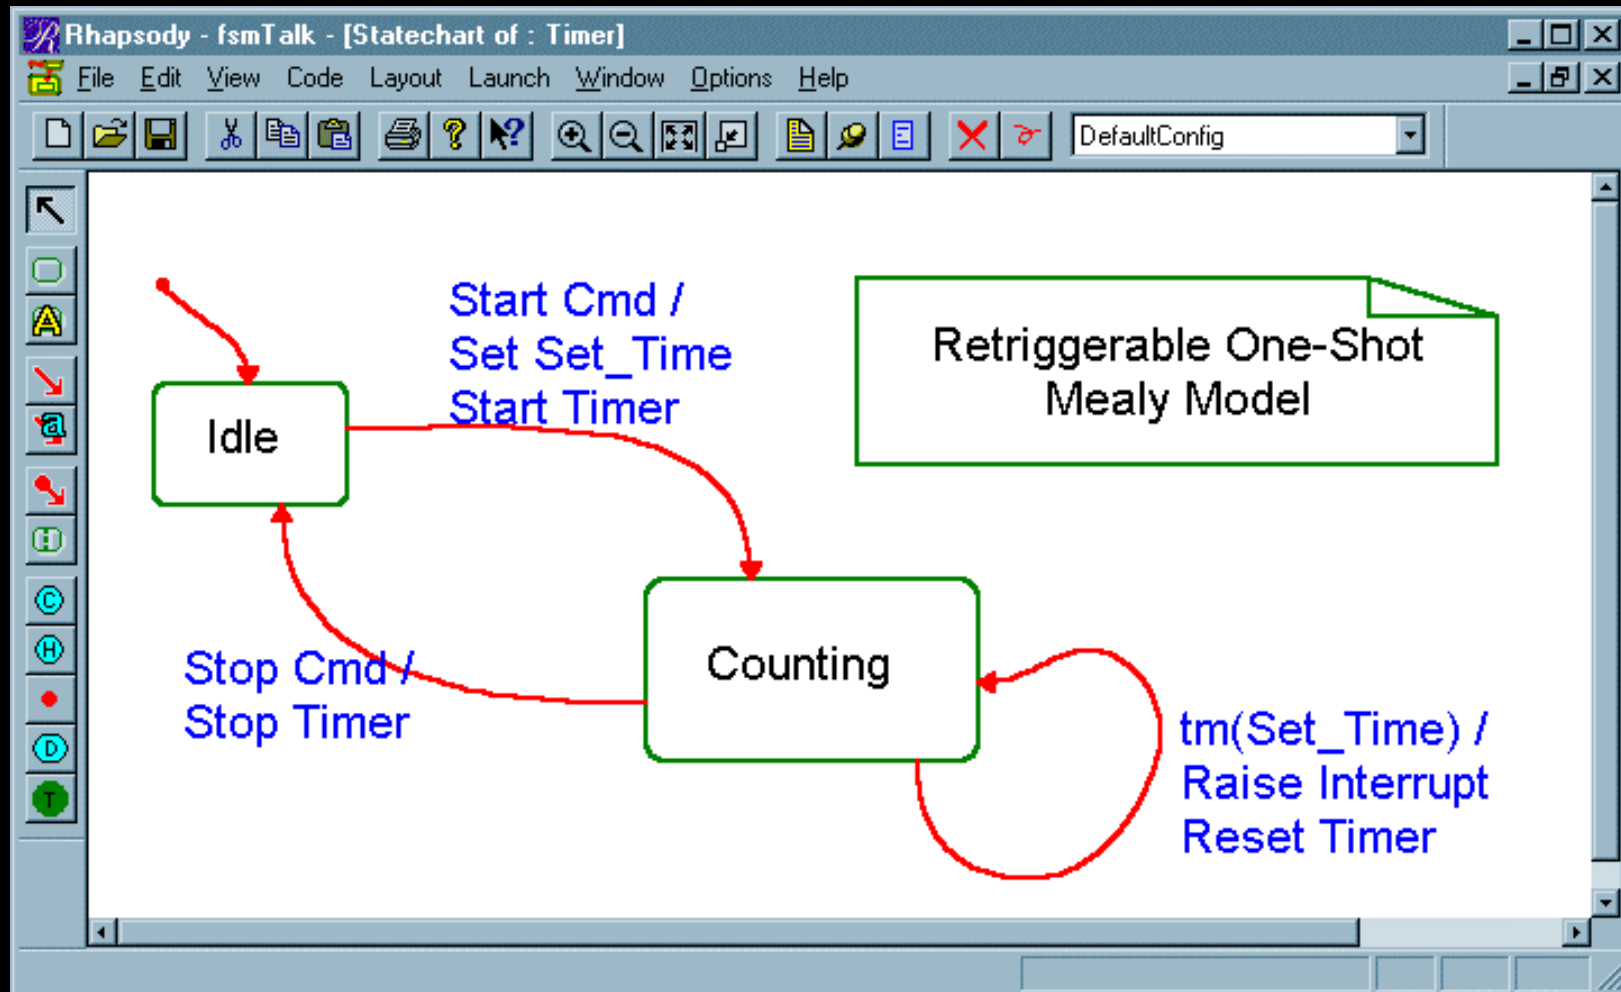 Rhapsody - fsmTalk - [Statechart of : Timer]
File Edit View Code Layout Launch Window Options Help
DefaultConfig
A
a
C
H
D
T
Start Cmd /
Set Set_Time
Start Timer
Retriggerable One-Shot
Mealy Model
Idle
Counting
Stop Cmd /
Stop Timer
tm(Set_Time) /
Raise Interrupt
Reset Timer